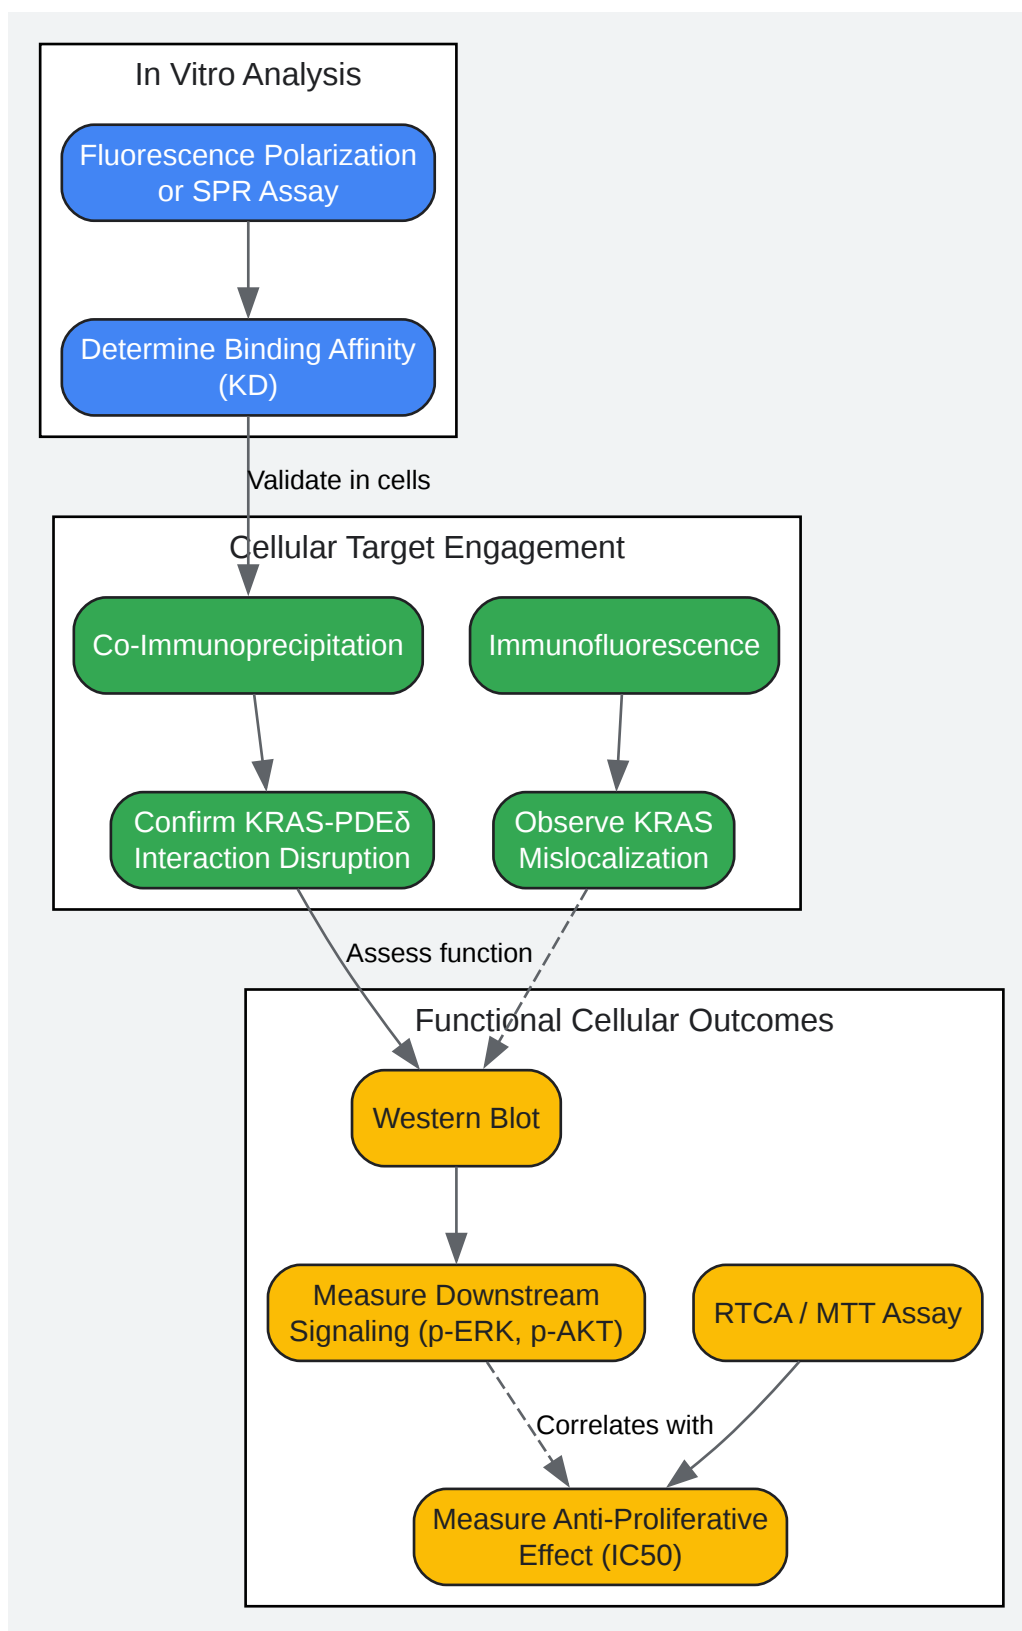 In Vitro Analysis
Fluorescence Polarization
or SPR Assay
Determine Binding Affinity
(KD)
Validate in cells
Cellular Target Engagement
Co-Immunoprecipitation
Immunofluorescence
Confirm KRAS-PDEδ
Interaction Disruption
Observe KRAS
Mislocalization
Assess function
Functional Cellular Outcomes
Western Blot
Measure Downstream
Signaling (p-ERK, p-AKT)
RTCA / MTT Assay
Correlates with
Measure Anti-Proliferative
Effect (IC50)